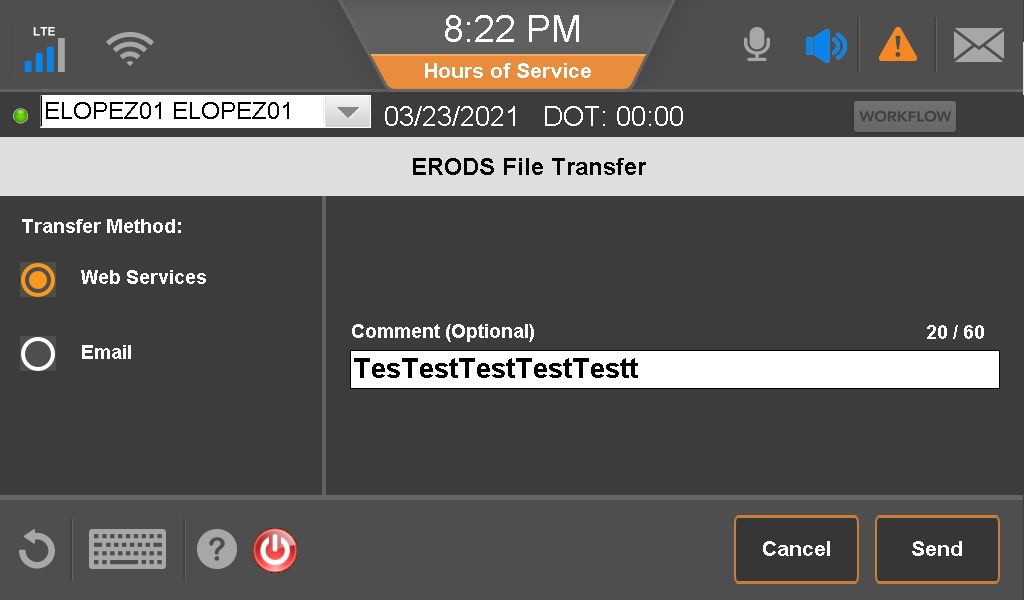 LTE
8:22 PM
Hours of Service
ELOPEZ01 ELOPEZ01
03/23/2021 DOT: 00:00
WORKFLOW
ERODS File Transfer
Transfer Method:
Web Services
Email
Comment (Optional)
20 / 60
TesTestTestTestTestt
?
Cancel
Send